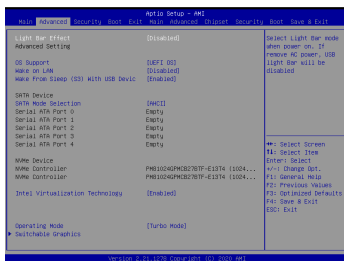 Aptio Setup - AMI
Main Advanced Security Boot Exit Main Advanced Chipset Security Boot Save & Exit
Light Bar Effect [Disabled]
Advanced Setting
OS Support [UEFI OS]
Wake on LAN [Disabled]
Wake From Sleep (S3) With USB Devic [Enabled]
SATA Device
SATA Mode Selection [AHCI]
Serial ATA Port 0 Empty
Serial ATA Port 1 Empty
Serial ATA Port 2 Empty
Serial ATA Port 3 Empty
Serial ATA Port 4 Empty
NVMe Device
NVMe Controller PM81024GPMCB27BTF-E13T4 (1024...
NVMe Controller PM81024GPMCB27BTF-E13T4 (1024...
Intel Virtualization Technology [Enabled]
Operating Mode [Turbo Mode]
Switchable Graphics
Select Light Bar mode
when power on. If
remove AC power, USB
light Bar will be
disabled
→←: Select Screen
↑↓: Select Item
Enter: Select
+/-: Change Opt.
F1: General Help
F2: Previous Values
F3: Optimized Defaults
F4: Save & Exit
ESC: Exit
Version 2.21.1278 Copyright (C) 2020 AMI